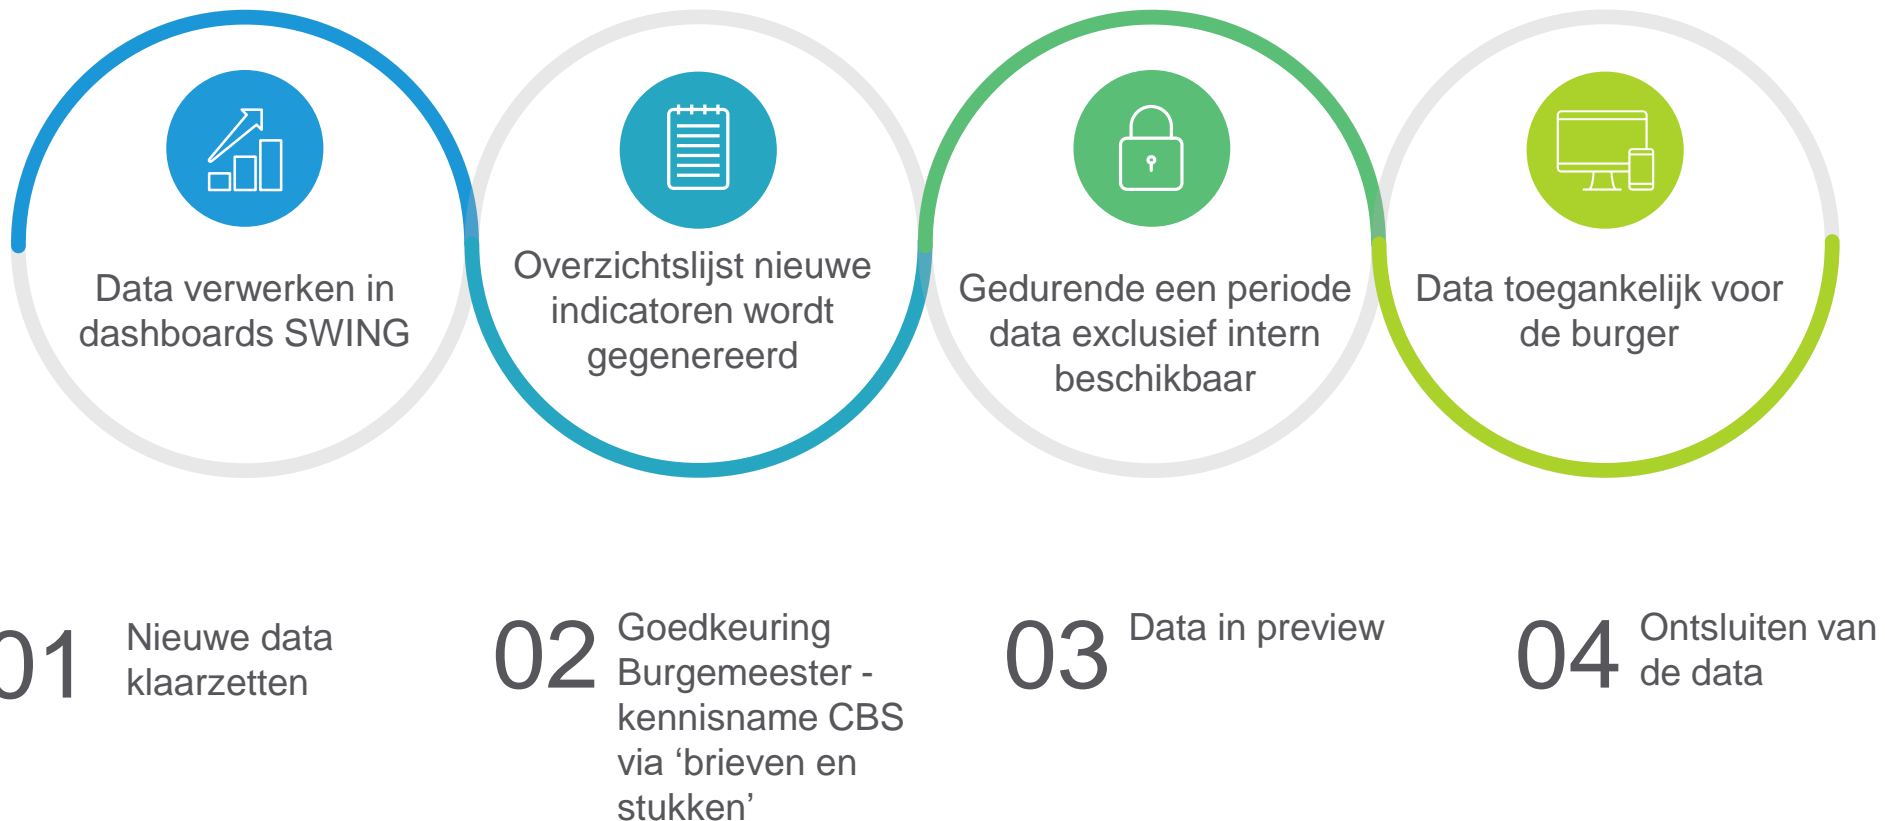 Data verwerken in
dashboards SWING
Overzichtslijst nieuwe
indicatoren wordt
gegenereerd
Gedurende een periode
data exclusief intern
beschikbaar
Data toegankelijk voor
de burger
01
Nieuwe data
klaarzetten
02
Goedkeuring
Burgemeester -
kennisname CBS
via ‘brieven en
stukken’
03
Data in preview
04
Ontsluiten van
de data